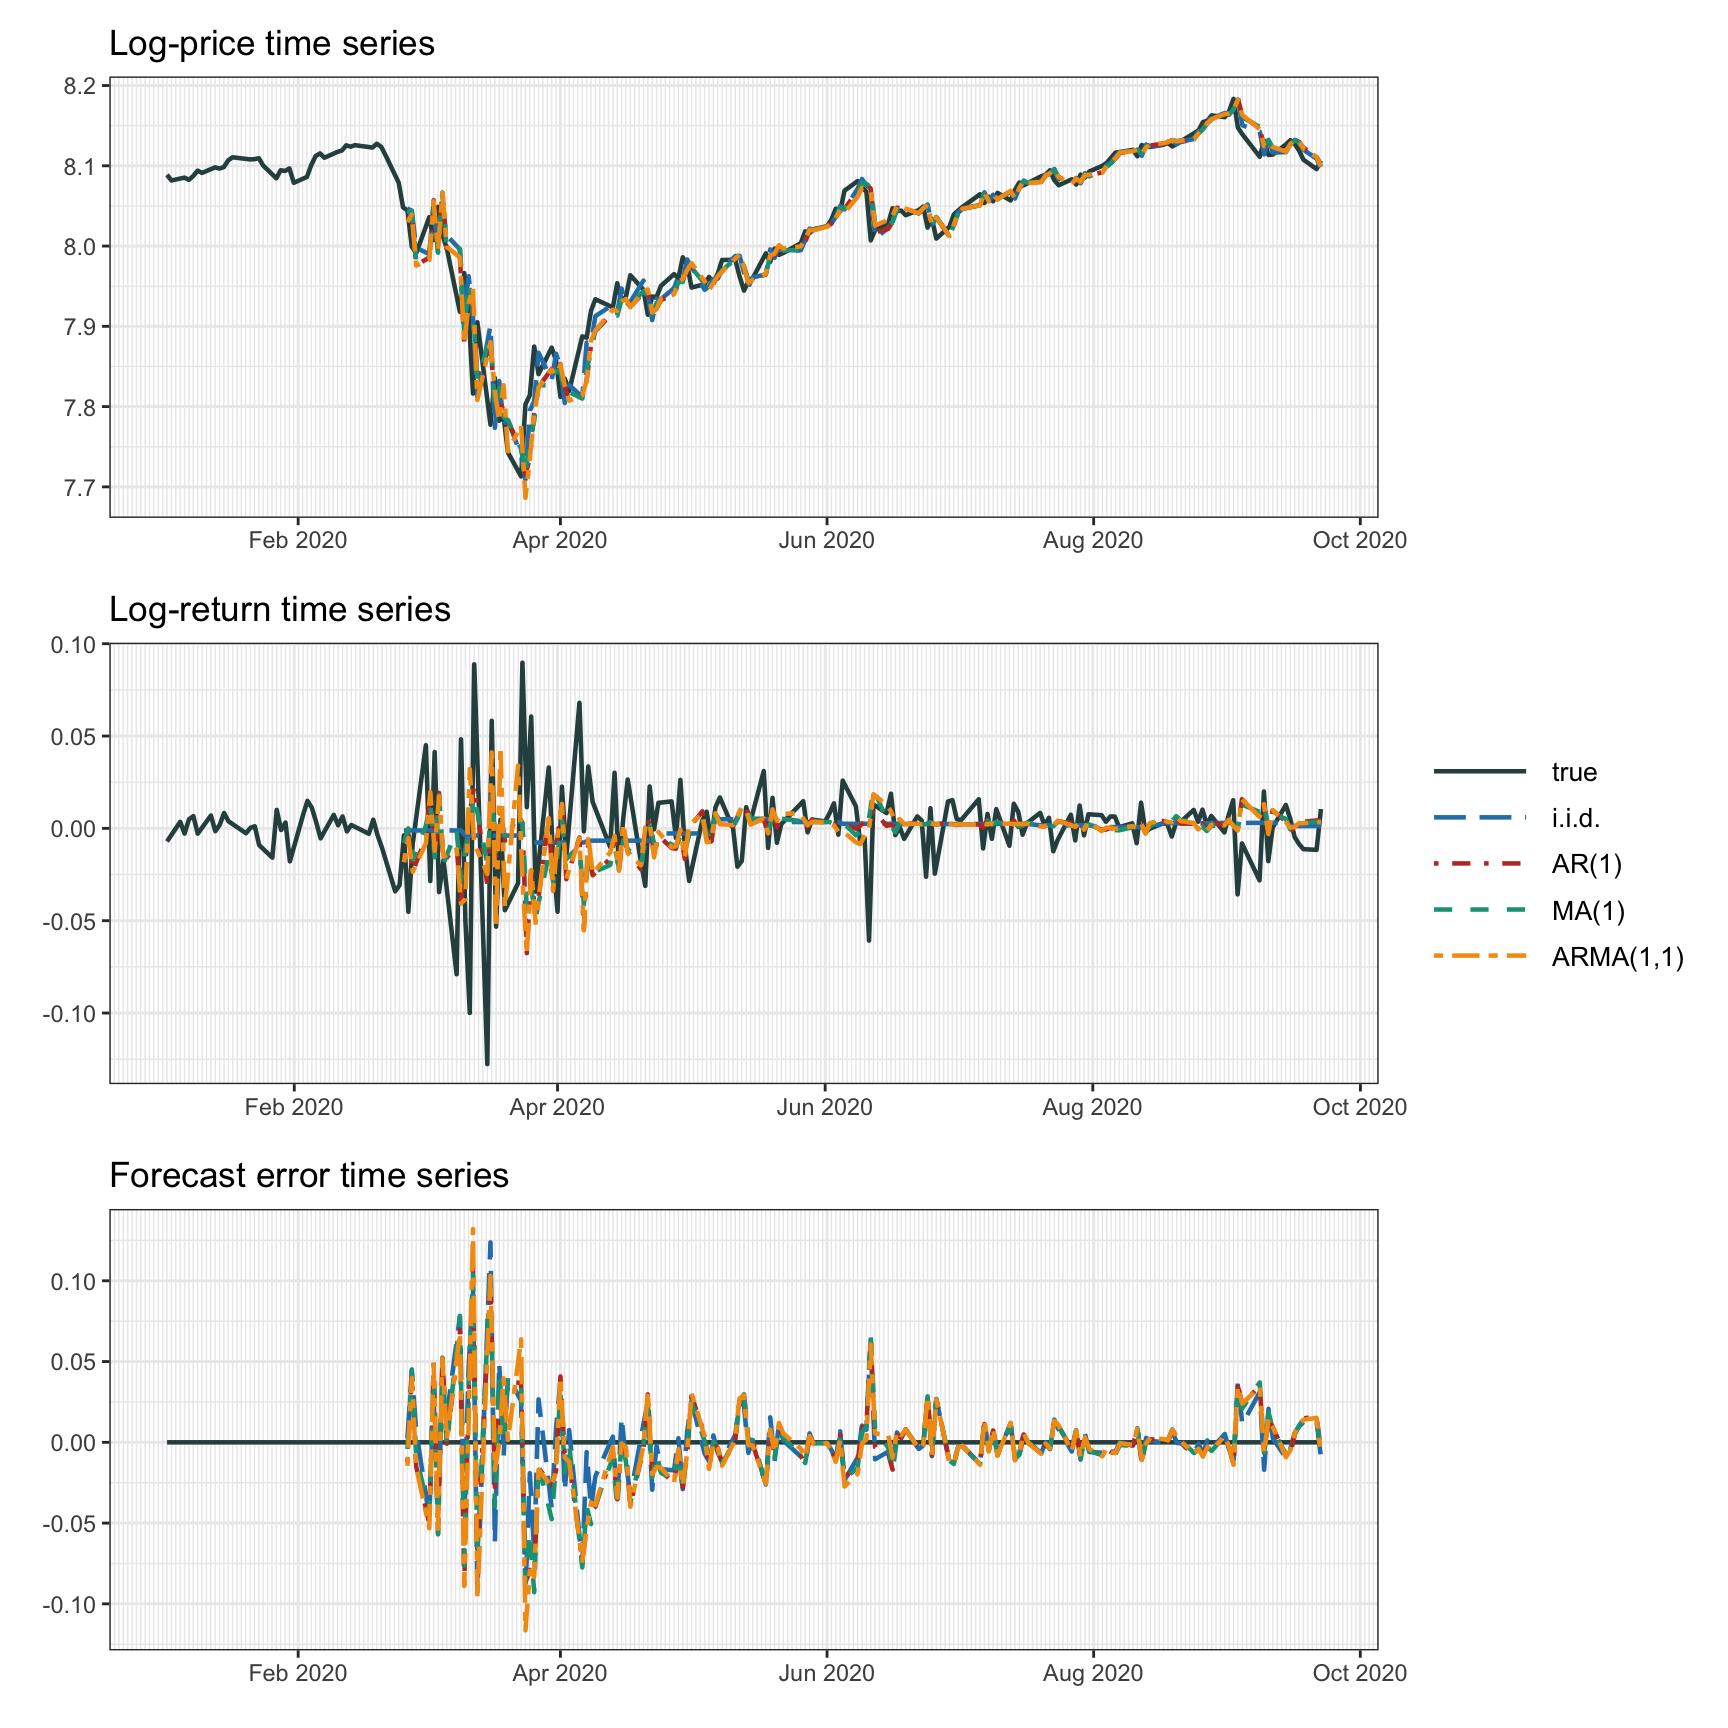 Log-price time series
8.2
8.1
8.0
7.9
7.8
7.7
Feb 2020 Apr 2020 Jun 2020 Aug 2020 Oct 2020
Log-return time series
0.10
0.05
0.00
-0.05
-0.10
Feb 2020 Apr 2020 Jun 2020 Aug 2020 Oct 2020
true
i.i.d.
AR(1)
MA(1)
ARMA(1,1)
Forecast error time series
0.10
0.05
0.00
-0.05
-0.10
Feb 2020 Apr 2020 Jun 2020 Aug 2020 Oct 2020